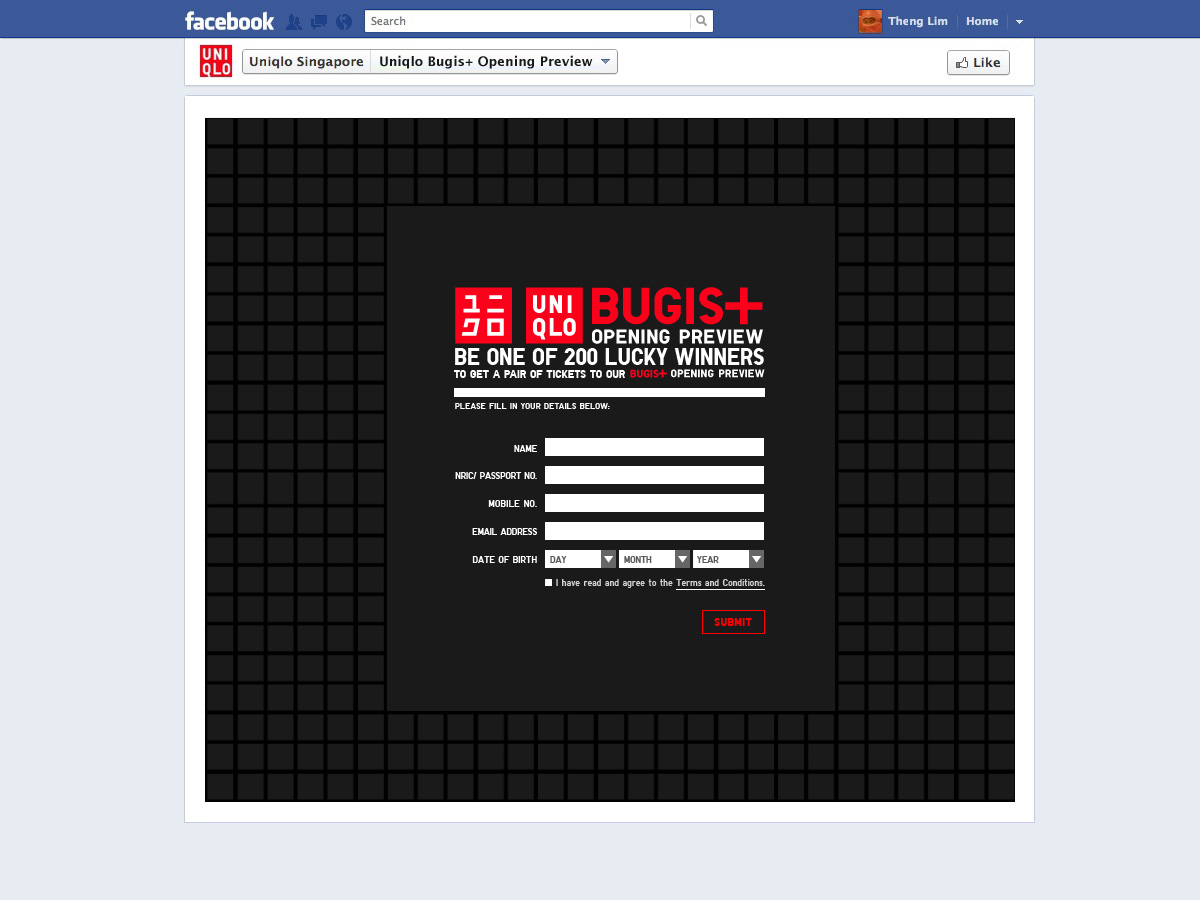 facebook
Search
Theng Lim
Home
UNI
QLO
Uniqlo Singapore
Uniqlo Bugis+ Opening Preview
Like
ユニ
クロ
UNI
QLO
BUGIS+
OPENING PREVIEW
BE ONE OF 200 LUCKY WINNERS
TO GET A PAIR OF TICKETS TO OUR BUGIS+ OPENING PREVIEW
PLEASE FILL IN YOUR DETAILS BELOW:
NAME
NRIC/ PASSPORT NO.
MOBILE NO.
EMAIL ADDRESS
DATE OF BIRTH DAY MONTH YEAR
I have read and agree to the Terms and Conditions.
SUBMIT